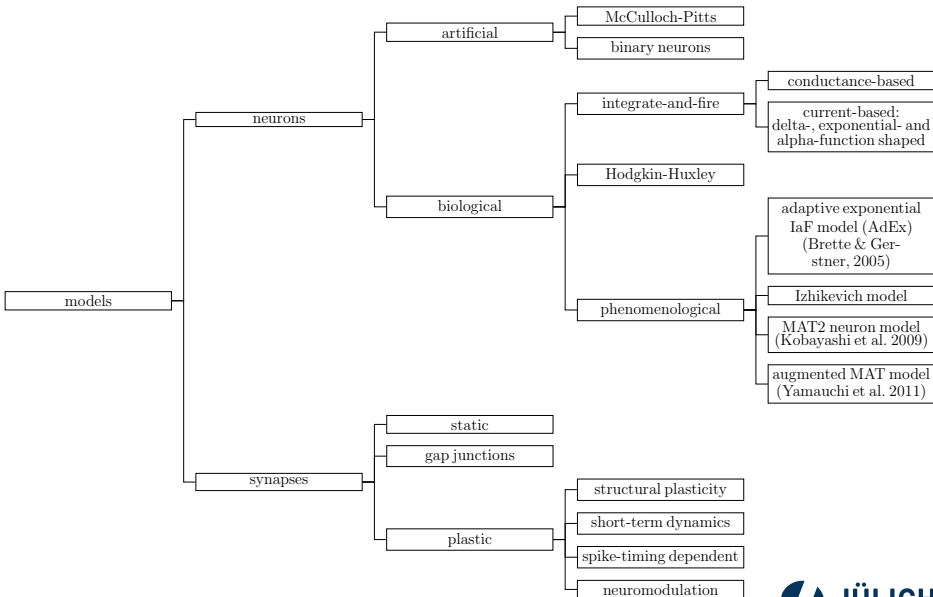 models
neurons
artificial
McCulloch-Pitts
binary neurons
biological
integrate-and-fire
conductance-based
current-based:
delta-, exponential- and
alpha-function shaped
Hodgkin-Huxley
phenomenological
adaptive exponential
IaF model (AdEx)
(Brette & Ger-
stner, 2005)
Izhikevich model
MAT2 neuron model
(Kobayashi et al. 2009)
augmented MAT model
(Yamauchi et al. 2011)
synapses
static
gap junctions
plastic
structural plasticity
short-term dynamics
spike-timing dependent
neuromodulation
JÜLICH